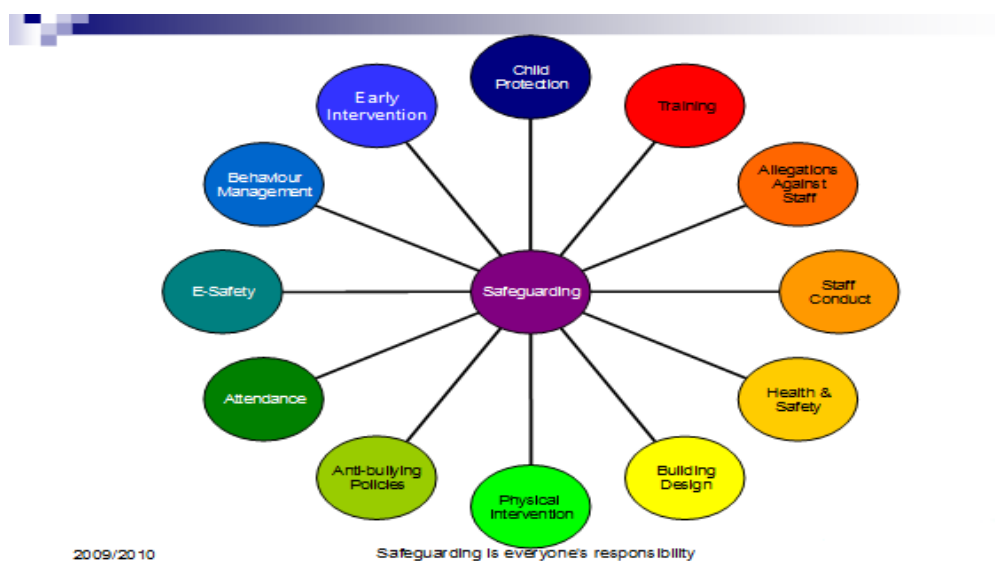 Child
Protection
Training
Allegations
Against
Staff
Staff
Conduct
Health &
Safety
Building
Design
Physical
Intervention
Anti-bullying
Policies
Attendance
E-Safety
Behaviour
Management
Early
Intervention
Safeguarding
2009/2010
Safeguarding is everyone's responsibility